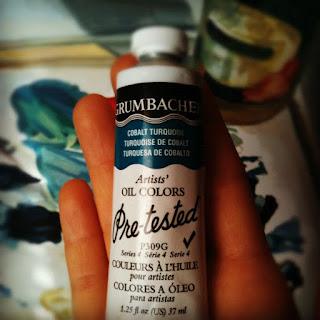 GRUMBACHER
COBALT TURQUOISE
TURQUOISE DE COBALT
TURQUESA DE COBALTO
Artists'
OIL COLORS
Pre-tested
P309G
Series 4 Série 4 Serie 4
COULEURS À L'HUILE
pour artistes
COLORES A ÓLEO
para artistas
1.25 fl oz (US) 37 ml